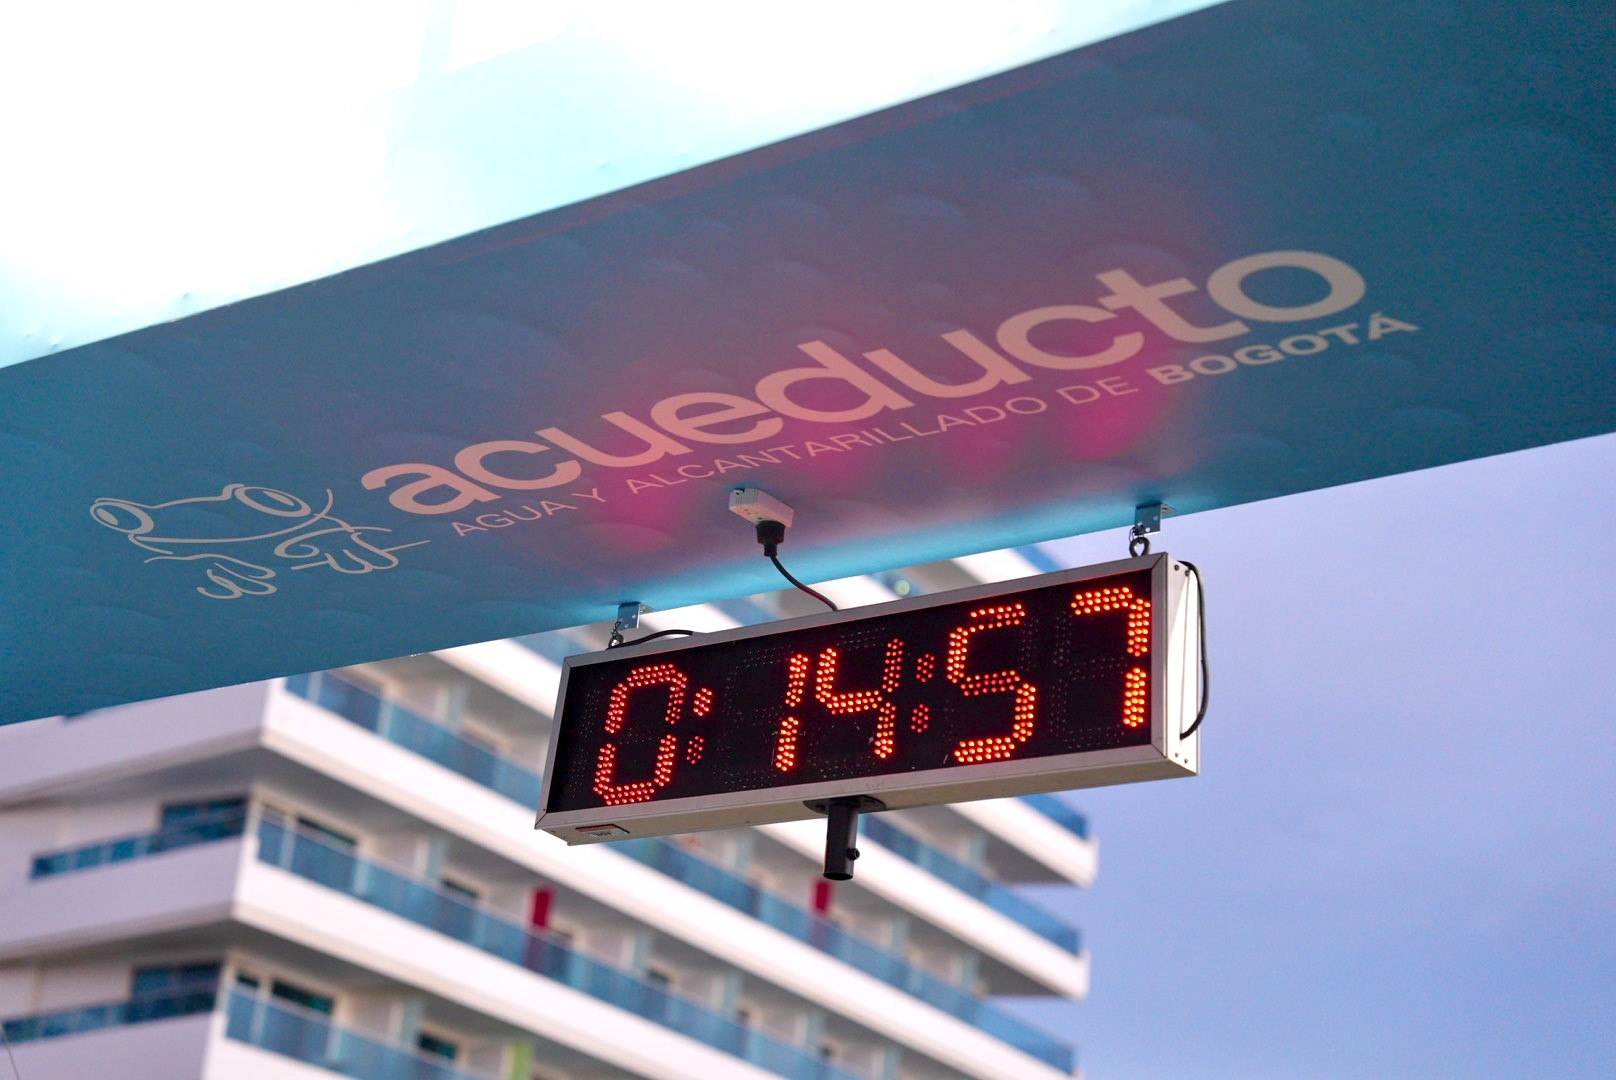 acueducto
AGUA Y ALCANTARILLADO DE BOGOTÁ
0:14:57